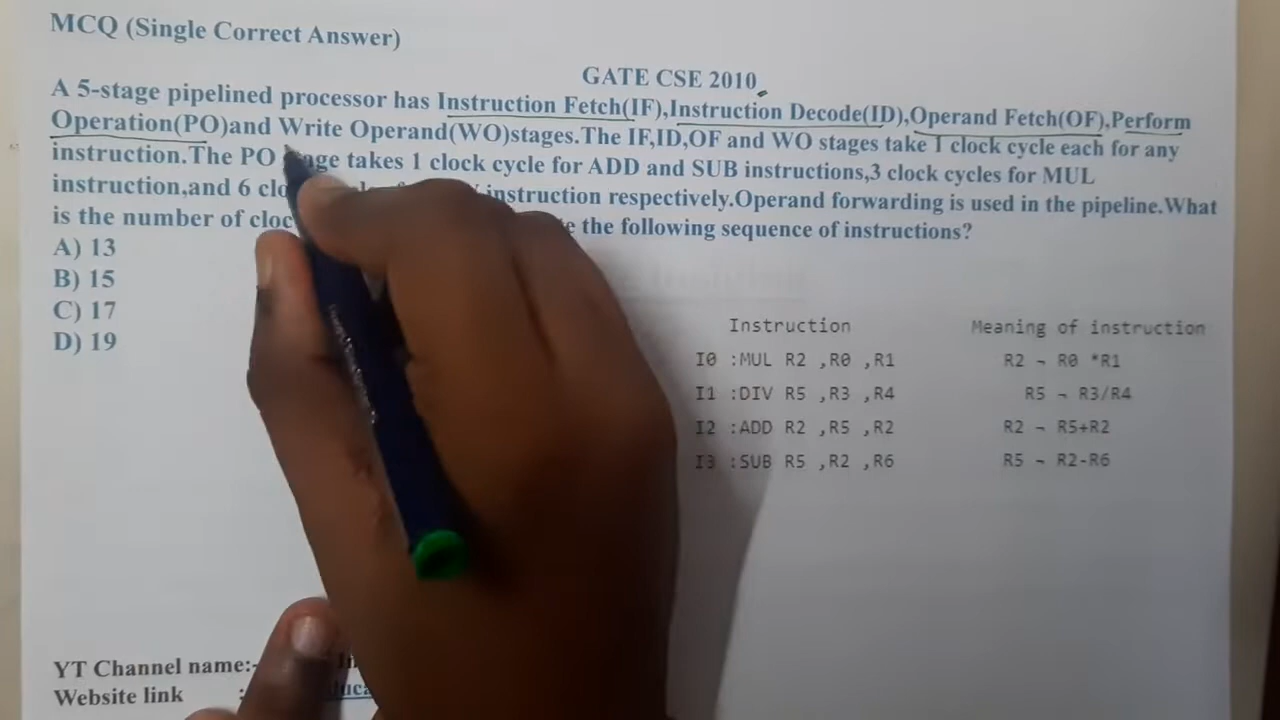 MCQ (Single Correct Answer)
GATE CSE 2010
A 5-stage pipelined processor has Instruction Fetch(IF),Instruction Decode(ID),Operand Fetch(OF),Perform
Operation(PO)and Write Operand(WO)stages.The IF,ID,OF and WO stages take 1 clock cycle each for any
instruction.The PO takes 1 clock cycle for ADD and SUB instructions,3 clock cycles for MUL
instruction,and 6 instruction respectively.Operand forwarding is used in the pipeline.What
is the number of the following sequence of instructions?
A) 13
B) 15
C) 17
D) 19
Instruction Meaning of instruction
I0 :MUL R2 ,R0 ,R1 R2 ¬ R0 *R1
I1 :DIV R5 ,R3 ,R4 R5 ¬ R3/R4
I2 :ADD R2 ,R5 ,R2 R2 ¬ R5+R2
I3 :SUB R5 ,R2 ,R6 R5 ¬ R2-R6
YT Channel name:-
Website link :